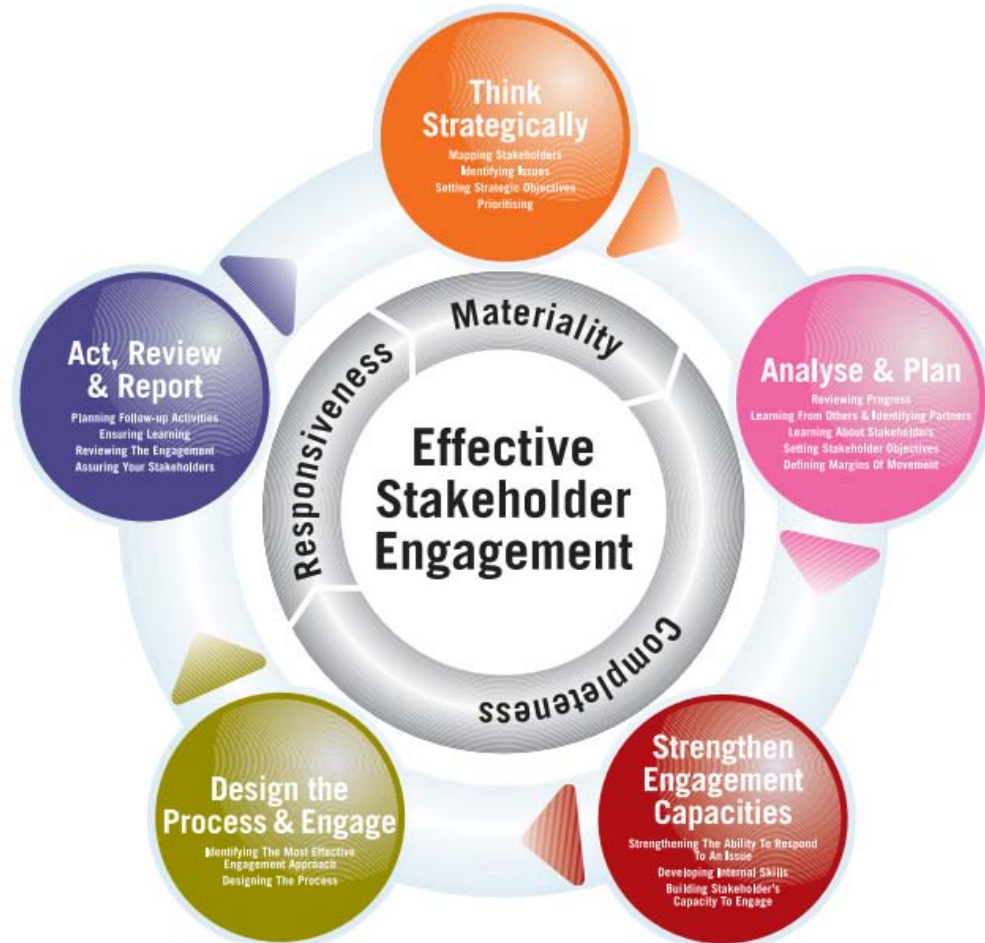 Think
Strategically
Mapping Stakeholders
Identifying Issues
Setting Strategic Objectives
Prioritising
Analyse & Plan
Reviewing Progress
Learning From Others & Identifying Partners
Learning About Stakeholders
Setting Stakeholder Objectives
Defining Margins Of Movement
Strengthen
Engagement
Capacities
Strengthening The Ability To Respond
To An Issue
Developing Internal Skills
Building Stakeholder's
Capacity To Engage
Design the
Process & Engage
Identifying The Most Effective
Engagement Approach
Designing The Process
Act, Review
& Report
Planning Follow-up Activities
Ensuring Learning
Reviewing The Engagement
Assuring Your Stakeholders
Materiality
Completeness
Responsiveness
Effective
Stakeholder
Engagement